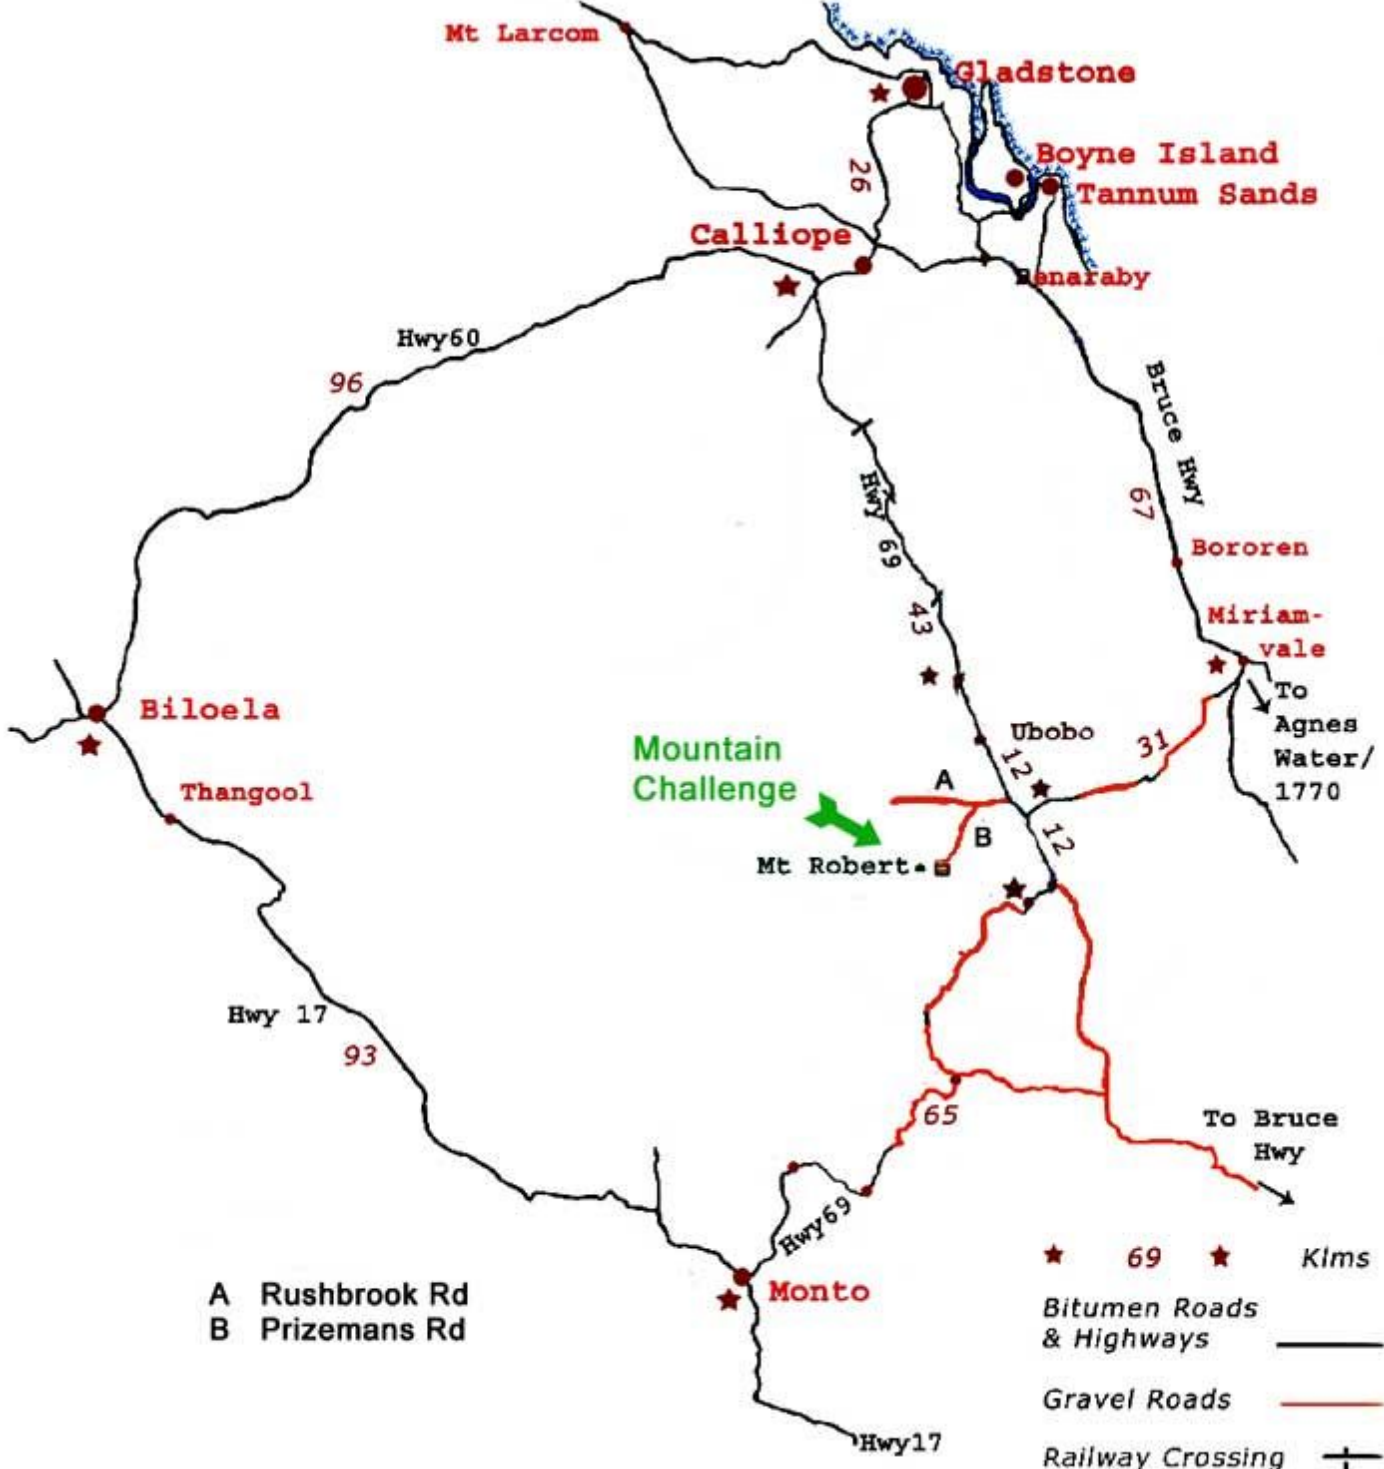 Mt Larcom
Gladstone
Boyne Island
Tannum Sands
26
Calliope
Benaraby
Hwy60
96
Bruce Hwy
67
Hwy 69
Bororen
43
Miriam-
vale
To
Agnes
Water/
1770
Biloela
Ubobo
12
31
Mountain
Challenge
Thangool
A
B
12
Mt Robert
Hwy 17
93
65
To Bruce
Hwy
Hwy69
Monto
A Rushbrook Rd
B Prizemans Rd
69 Klms
Bitumen Roads
& Highways
Gravel Roads
Railway Crossing
Hwy17